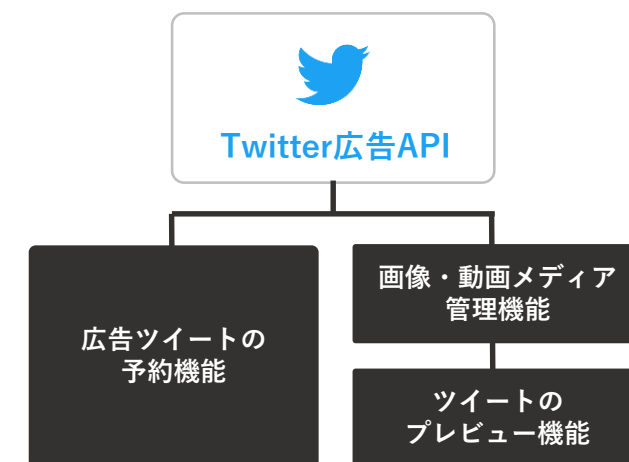 Twitter広告API
広告ツイートの
予約機能
画像・動画メディア
管理機能
ツイートの
プレビュー機能